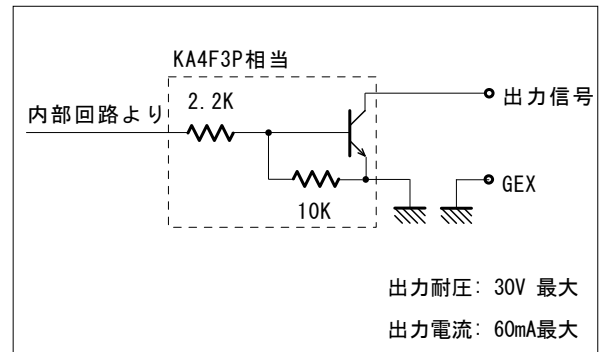 KA4F3P相当
2.2K
内部回路より
出力信号
10K
GEX
出力耐圧: 30V 最大
出力電流: 60mA最大